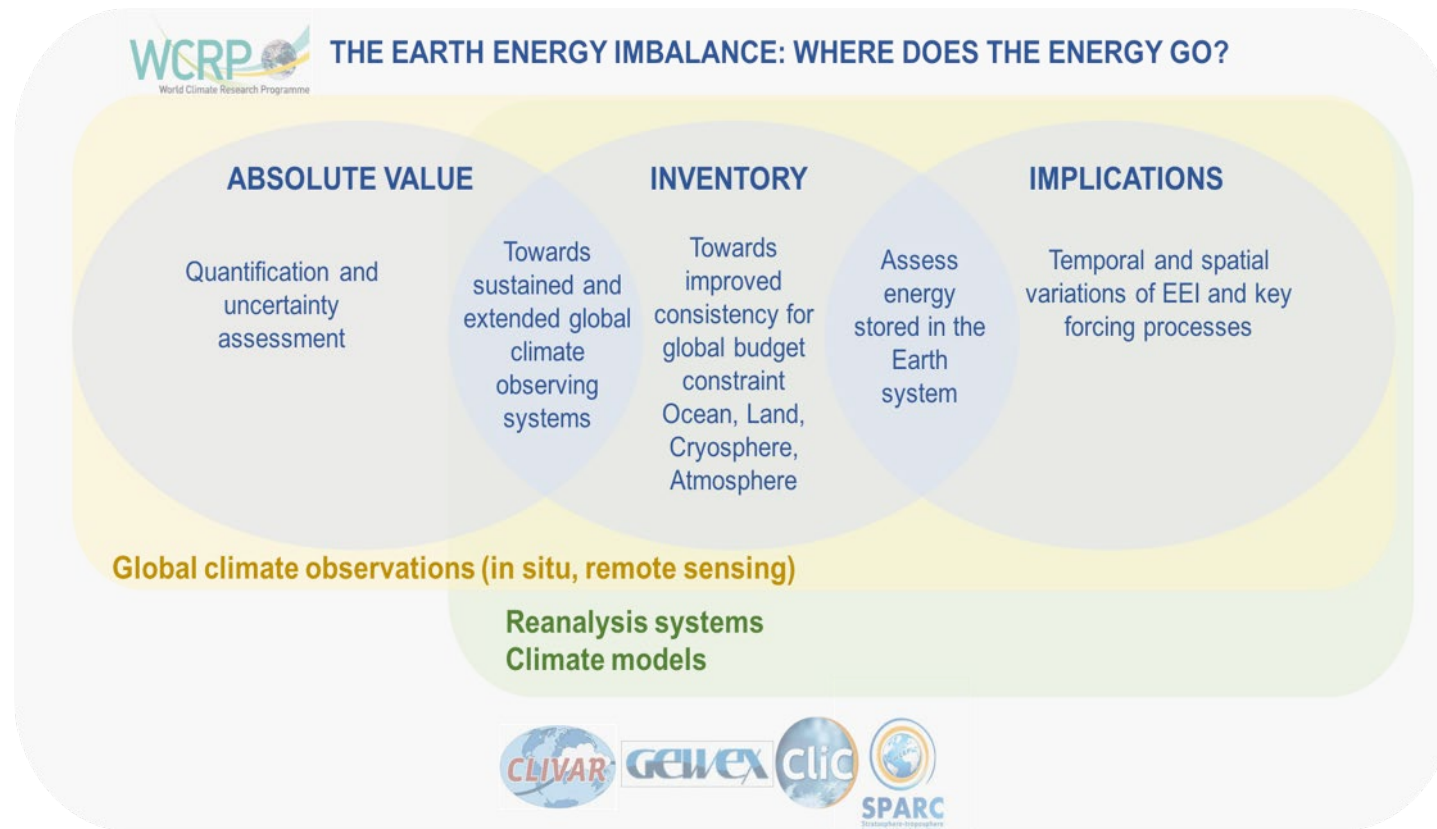 WCRP
World Climate Research Programme
THE EARTH ENERGY IMBALANCE: WHERE DOES THE ENERGY GO?
ABSOLUTE VALUE
Quantification and
uncertainty
assessment
Towards
sustained and
extended global
climate
observing
systems
INVENTORY
Towards
improved
consistency for
global budget
constraint
Ocean, Land,
Cryosphere,
Atmosphere
Assess
energy
stored in the
Earth
system
IMPLICATIONS
Temporal and spatial
variations of EEI and key
forcing processes
Global climate observations (in situ, remote sensing)
Reanalysis systems
Climate models
CLIVAR
GEWEX
Clic
SPARC